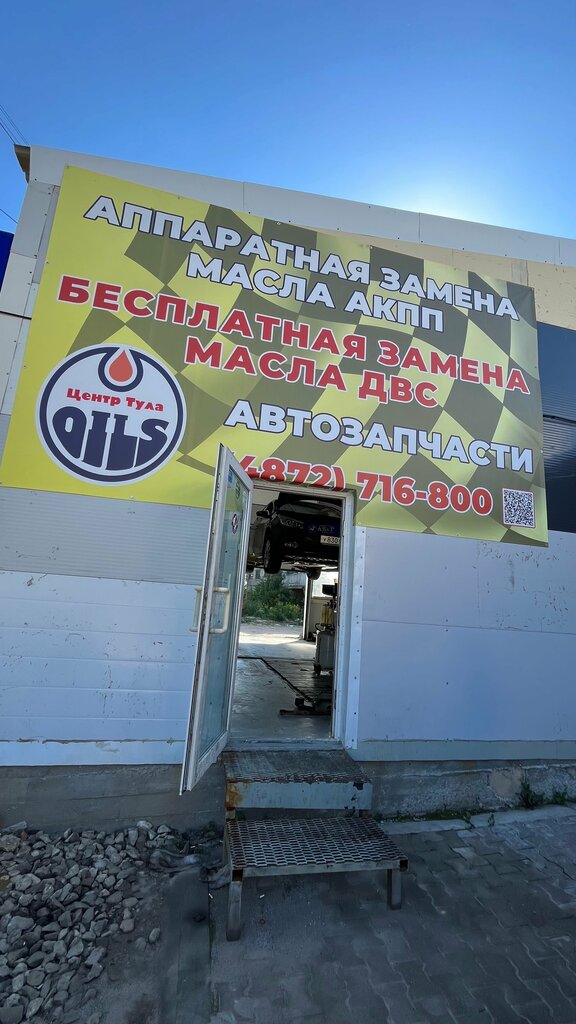 АППАРАТНАЯ ЗАМЕНА
МАСЛА АКПП
БЕСПЛАТНАЯ ЗАМЕНА
МАСЛА ДВС
Центр Тула
OILS
АВТОЗАПЧАСТИ
(4872) 716-800